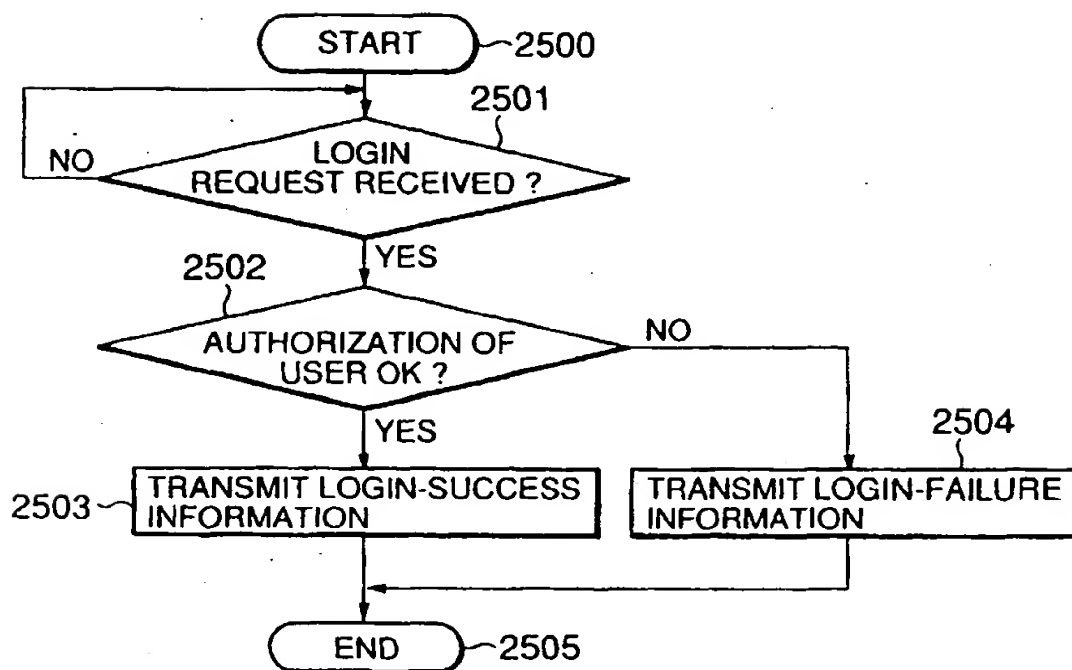 START
2500
2501
LOGIN
REQUEST RECEIVED ?
NO
YES
2502
AUTHORIZATION OF
USER OK ?
NO
YES
2504
2503
TRANSMIT LOGIN-SUCCESS
INFORMATION
TRANSMIT LOGIN-FAILURE
INFORMATION
END
2505